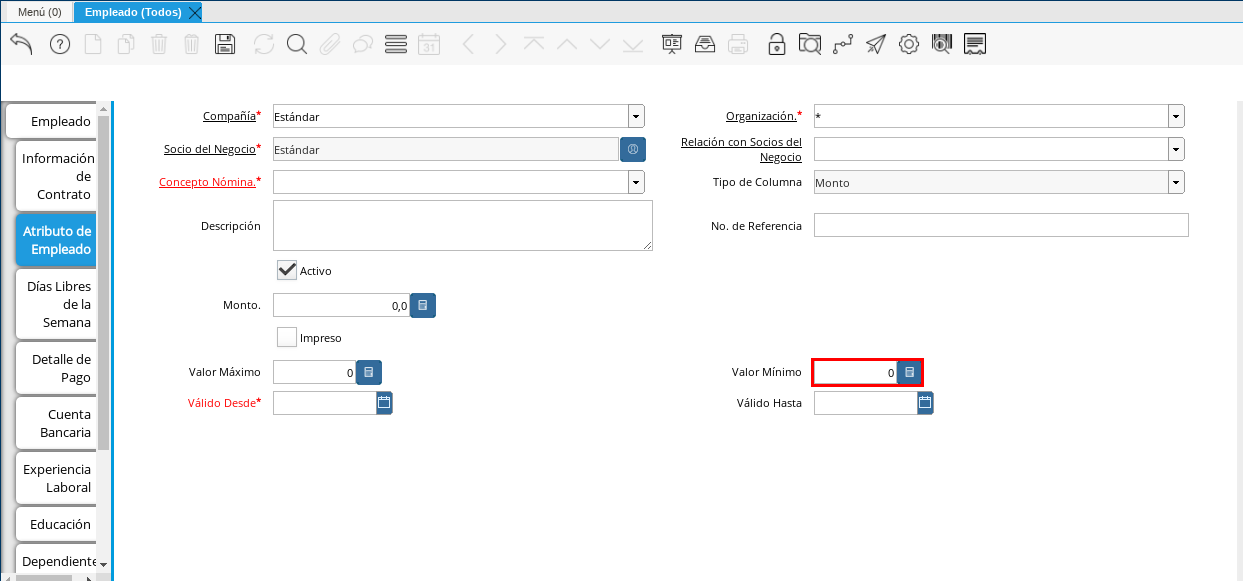 Menú (0)
Empleado (Todos)
?
31
Empleado
Información
de
Contrato
Atributo de
Empleado
Días Libres
de la
Semana
Detalle de
Pago
Cuenta
Bancaria
Experiencia
Laboral
Educación
Dependiente
Compañía*
Estándar
Organización.*
*
Socio del Negocio*
Estándar
Relación con Socios del
Negocio
Concepto Nómina.*
Tipo de Columna
Monto
Descripción
No. de Referencia
Activo
Monto.
0,0
Impreso
Valor Máximo
0
Valor Mínimo
0
Válido Desde*
Válido Hasta